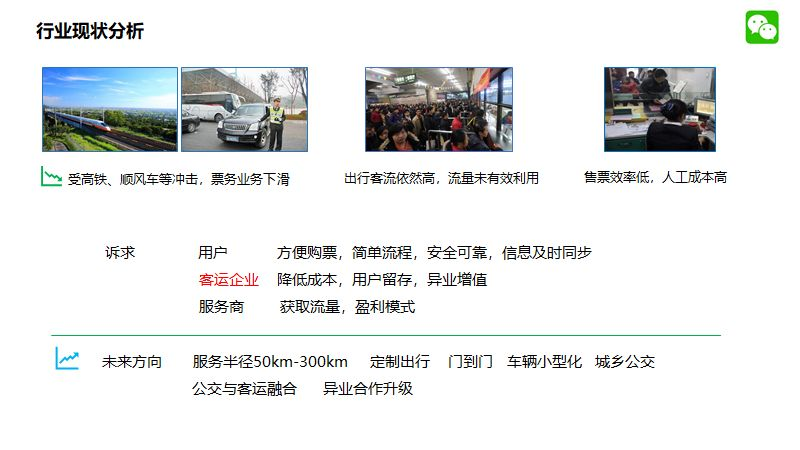 行业现状分析
受高铁、顺风车等冲击，票务业务下滑
出行客流依然高，流量未有效利用
售票效率低，人工成本高
诉求 用户 方便购票，简单流程，安全可靠，信息及时同步
客运企业 降低成本，用户留存，异业增值
服务商 获取流量，盈利模式
未来方向 服务半径50km-300km 定制出行 门到门 车辆小型化 城乡公交
公交与客运融合 异业合作升级